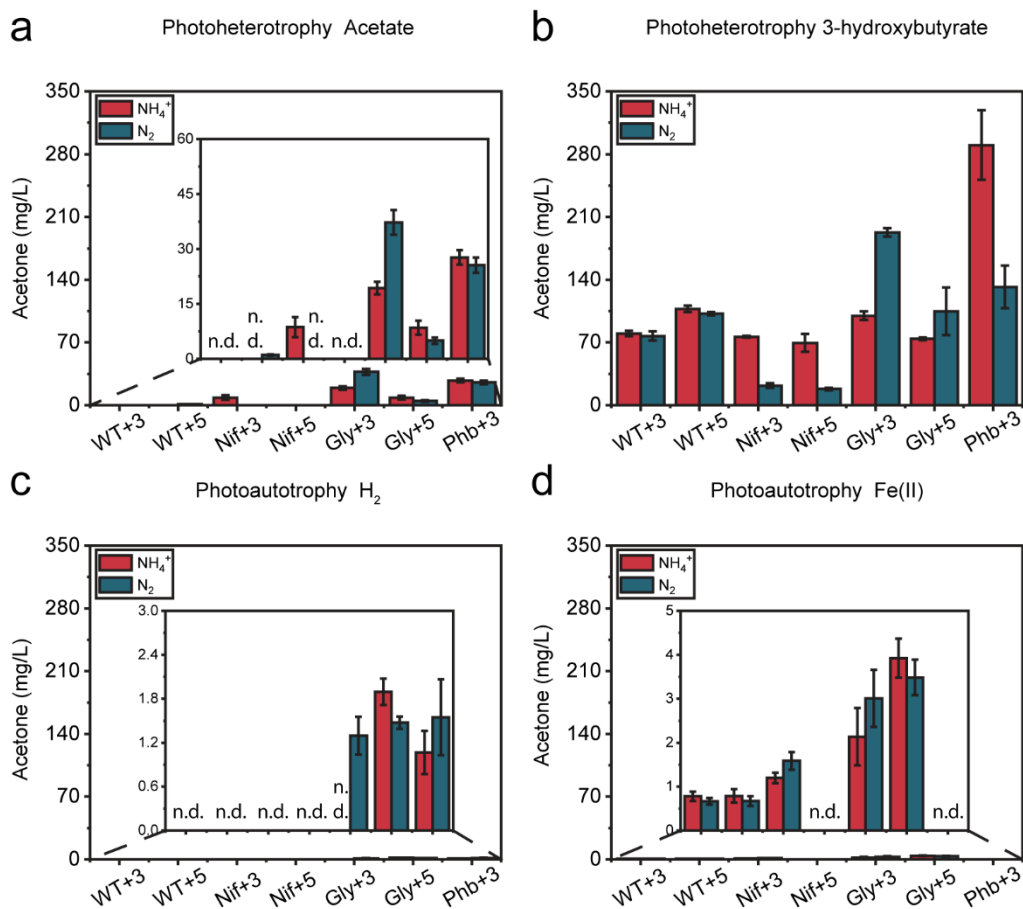 a
Photoheterotrophy Acetate
350
280
210
140
70
0
Acetone (mg/L)
NH₄⁺
N₂
60
45
30
15
0
n.d.
n.
d.
n.
d.
n.d.
WT+3
WT+5
Nif+3
Nif+5
Gly+3
Gly+5
Phb+3
b
Photoheterotrophy 3-hydroxybutyrate
350
280
210
140
70
0
Acetone (mg/L)
NH₄⁺
N₂
WT+3
WT+5
Nif+3
Nif+5
Gly+3
Gly+5
Phb+3
c
Photoautotrophy H₂
350
280
210
140
70
0
Acetone (mg/L)
NH₄⁺
N₂
3.0
2.4
1.8
1.2
0.6
0.0
n.d.
n.d.
n.d.
n.d.
n.
d.
WT+3
WT+5
Nif+3
Nif+5
Gly+3
Gly+5
Phb+3
d
Photoautotrophy Fe(II)
350
280
210
140
70
0
Acetone (mg/L)
NH₄⁺
N₂
5
4
3
2
1
0
n.d.
n.d.
WT+3
WT+5
Nif+3
Nif+5
Gly+3
Gly+5
Phb+3